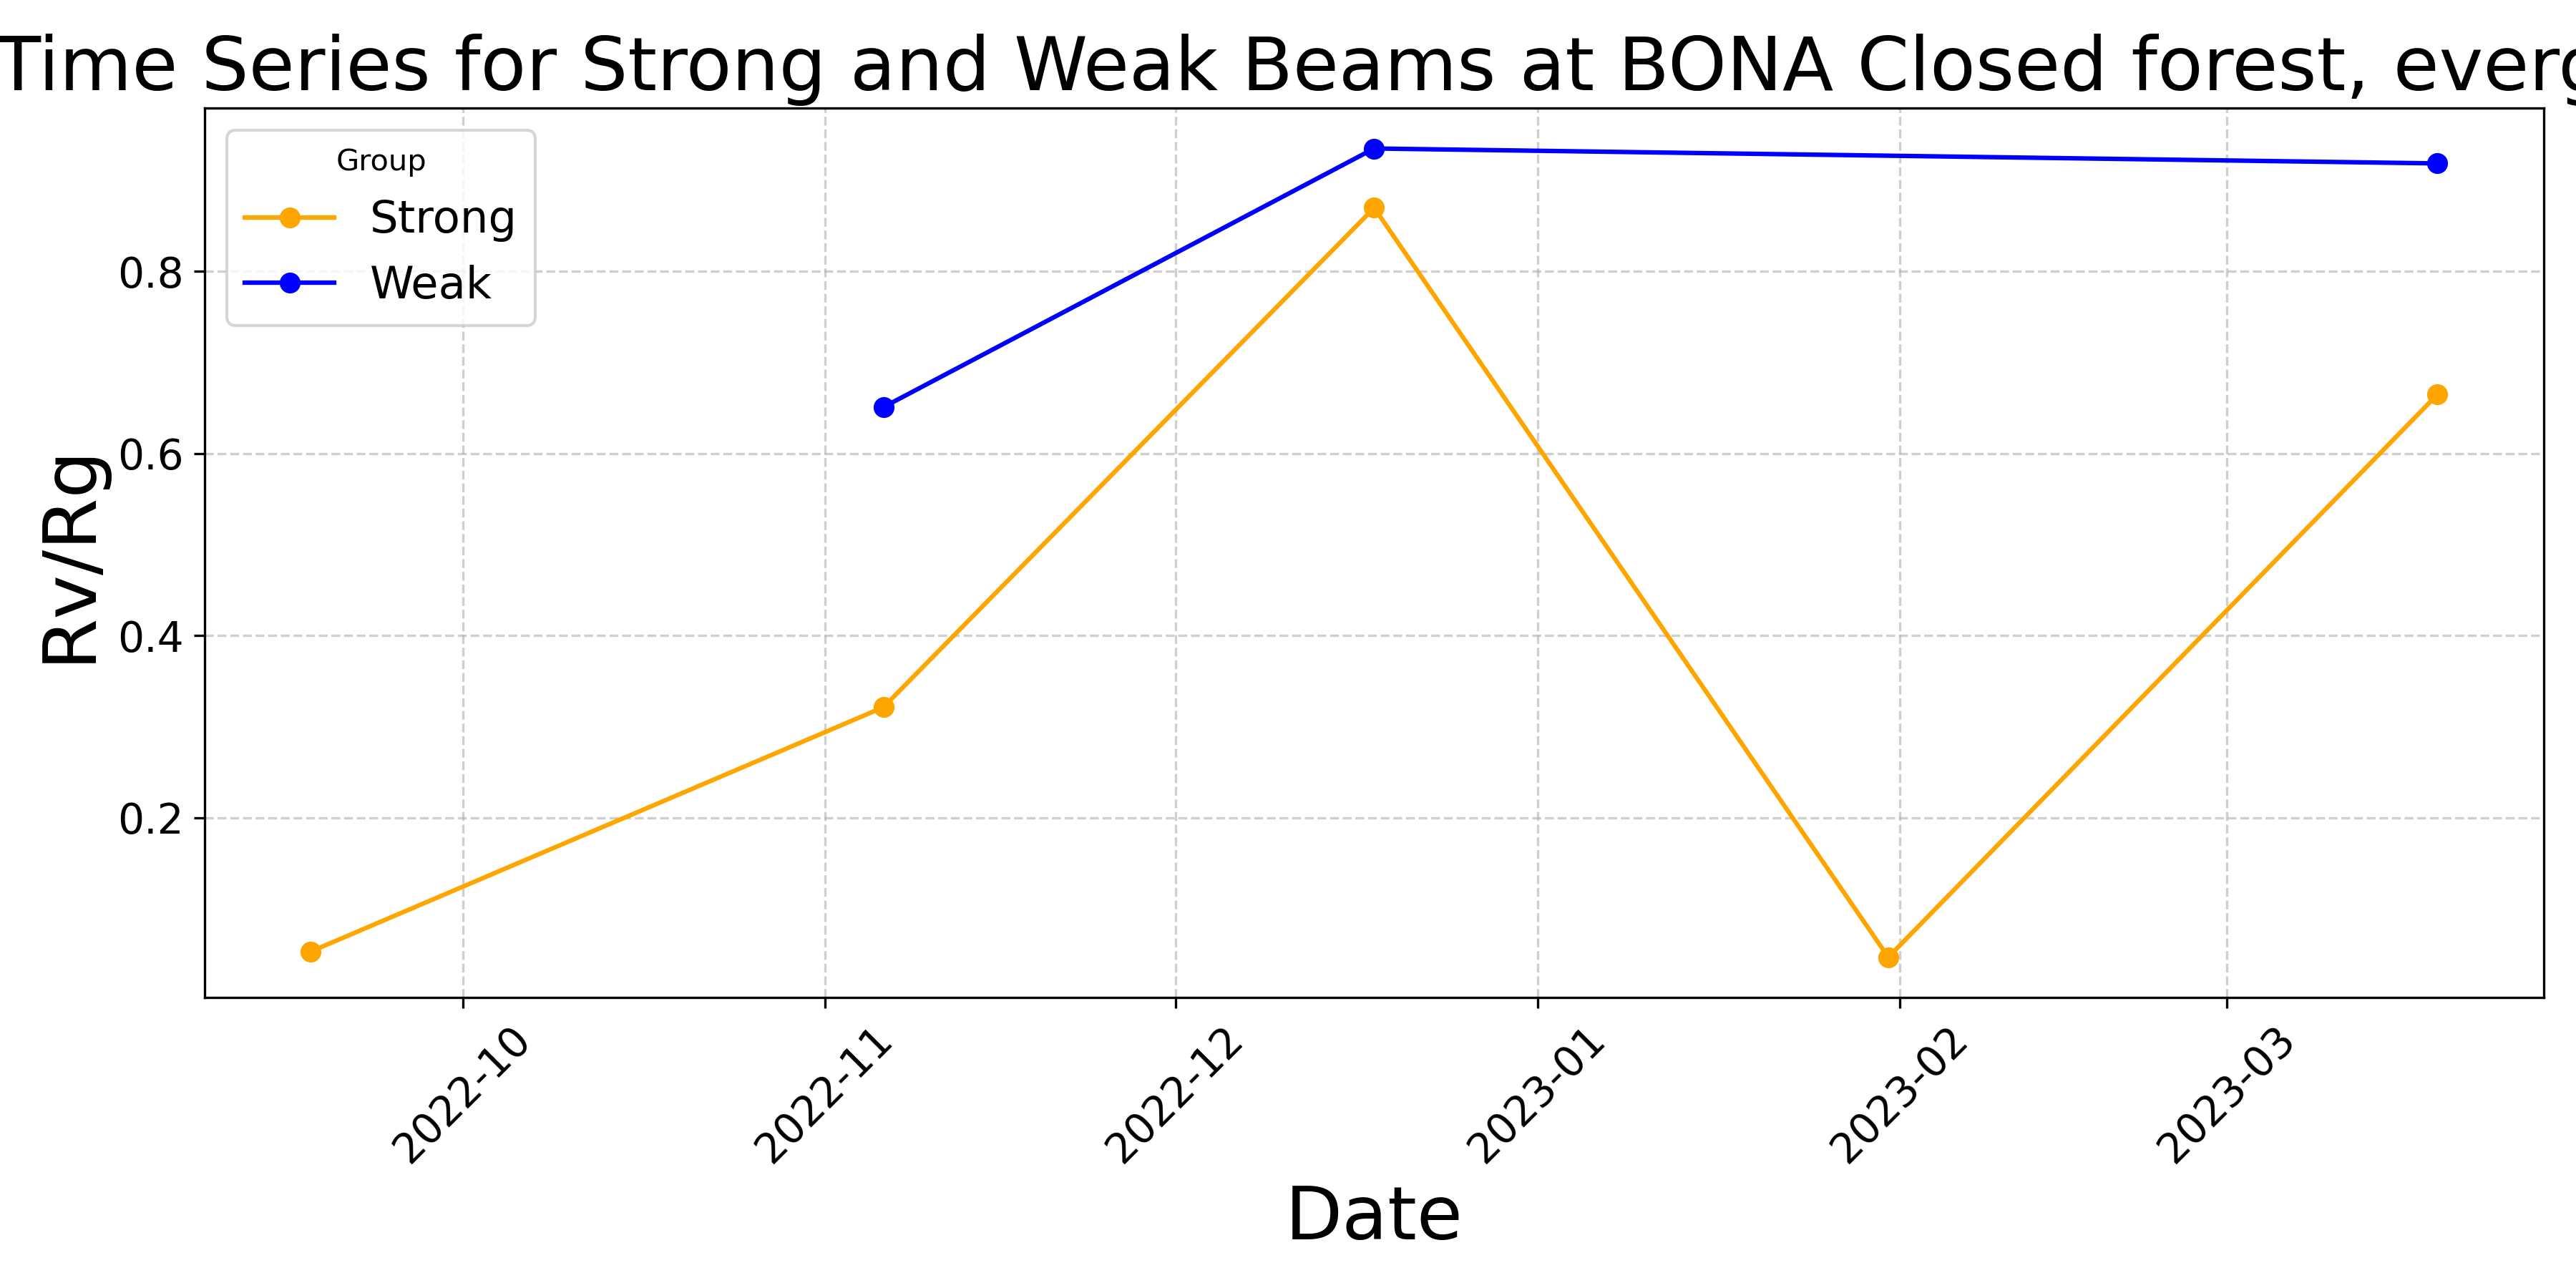 Time Series for Strong and Weak Beams at BONA Closed forest,
Group
Strong
Weak
Rv/Rg
0.8
0.6
0.4
0.2
2022-10
2022-11
2022-12
2023-01
2023-02
2023-03
Date